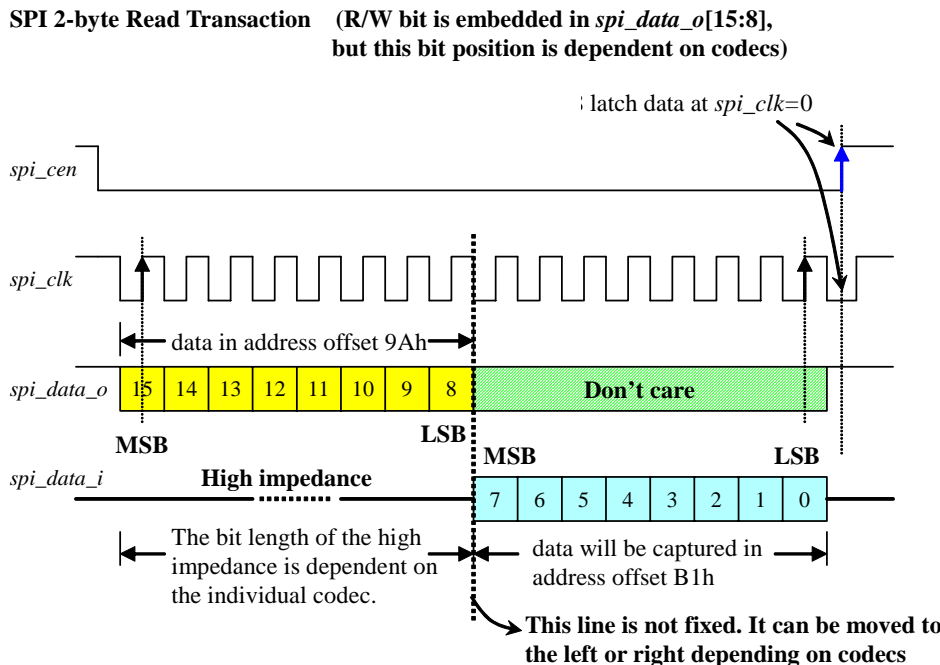 SPI 2-byte Read Transaction (R/W bit is embedded in spi_data_o[15:8],
but this bit position is dependent on codecs)
latch data at spi_clk=0
spi_cen
spi_clk
data in address offset 9Ah
spi_data_o 15 14 13 12 11 10 9 8 Don't care
MSB LSB
MSB LSB
spi_data_i High impedance
7 6 5 4 3 2 1 0
The bit length of the high
impedance is dependent on
the individual codec.
data will be captured in
address offset B1h
This line is not fixed. It can be moved to
the left or right depending on codecs